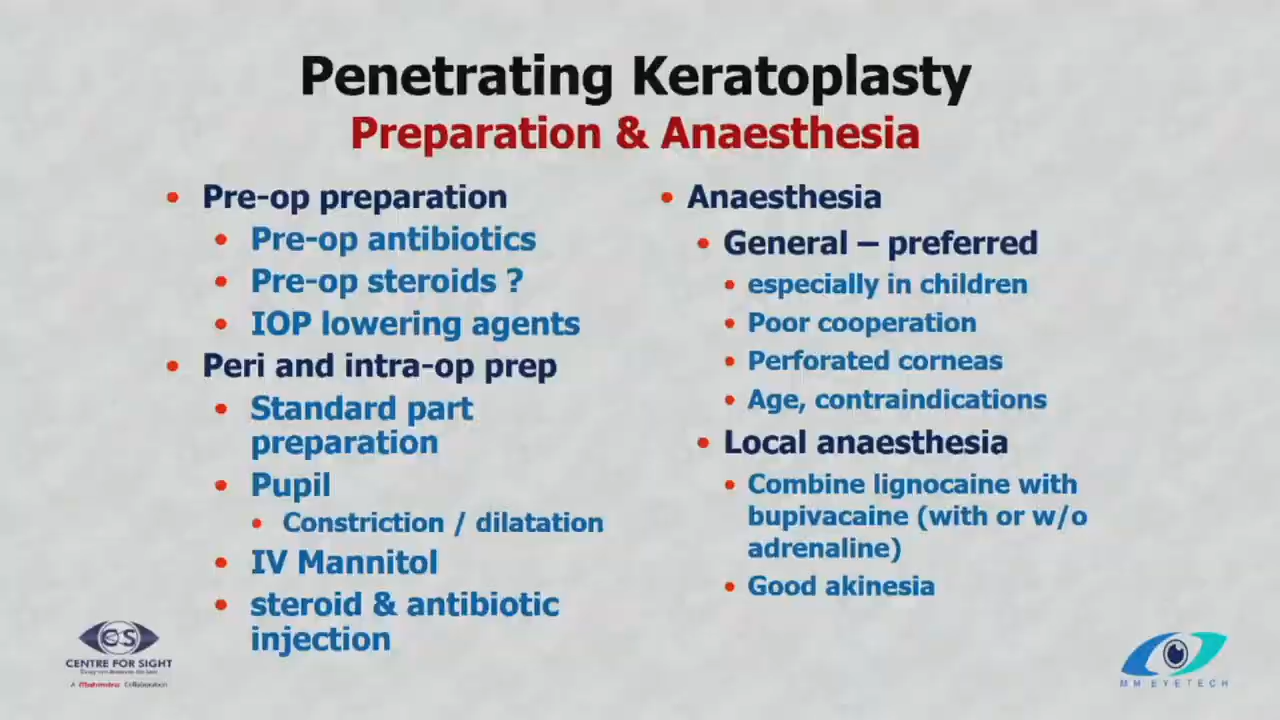 Penetrating Keratoplasty
Preparation & Anaesthesia
• Pre-op preparation
• Pre-op antibiotics
• Pre-op steroids ?
• IOP lowering agents
• Peri and intra-op prep
• Standard part
preparation
• Pupil
• Constriction / dilatation
• IV Mannitol
• steroid & antibiotic
injection
• Anaesthesia
• General – preferred
• especially in children
• Poor cooperation
• Perforated corneas
• Age, contraindications
• Local anaesthesia
• Combine lignocaine with
bupivacaine (with or w/o
adrenaline)
• Good akinesia
CS
CENTRE FOR SIGHT
A Mahindra Collaboration
MM EYETECH